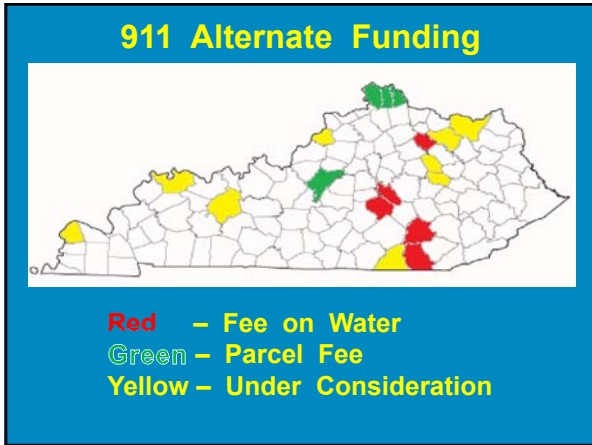 911 Alternate Funding
Red – Fee on Water
Green – Parcel Fee
Yellow – Under Consideration